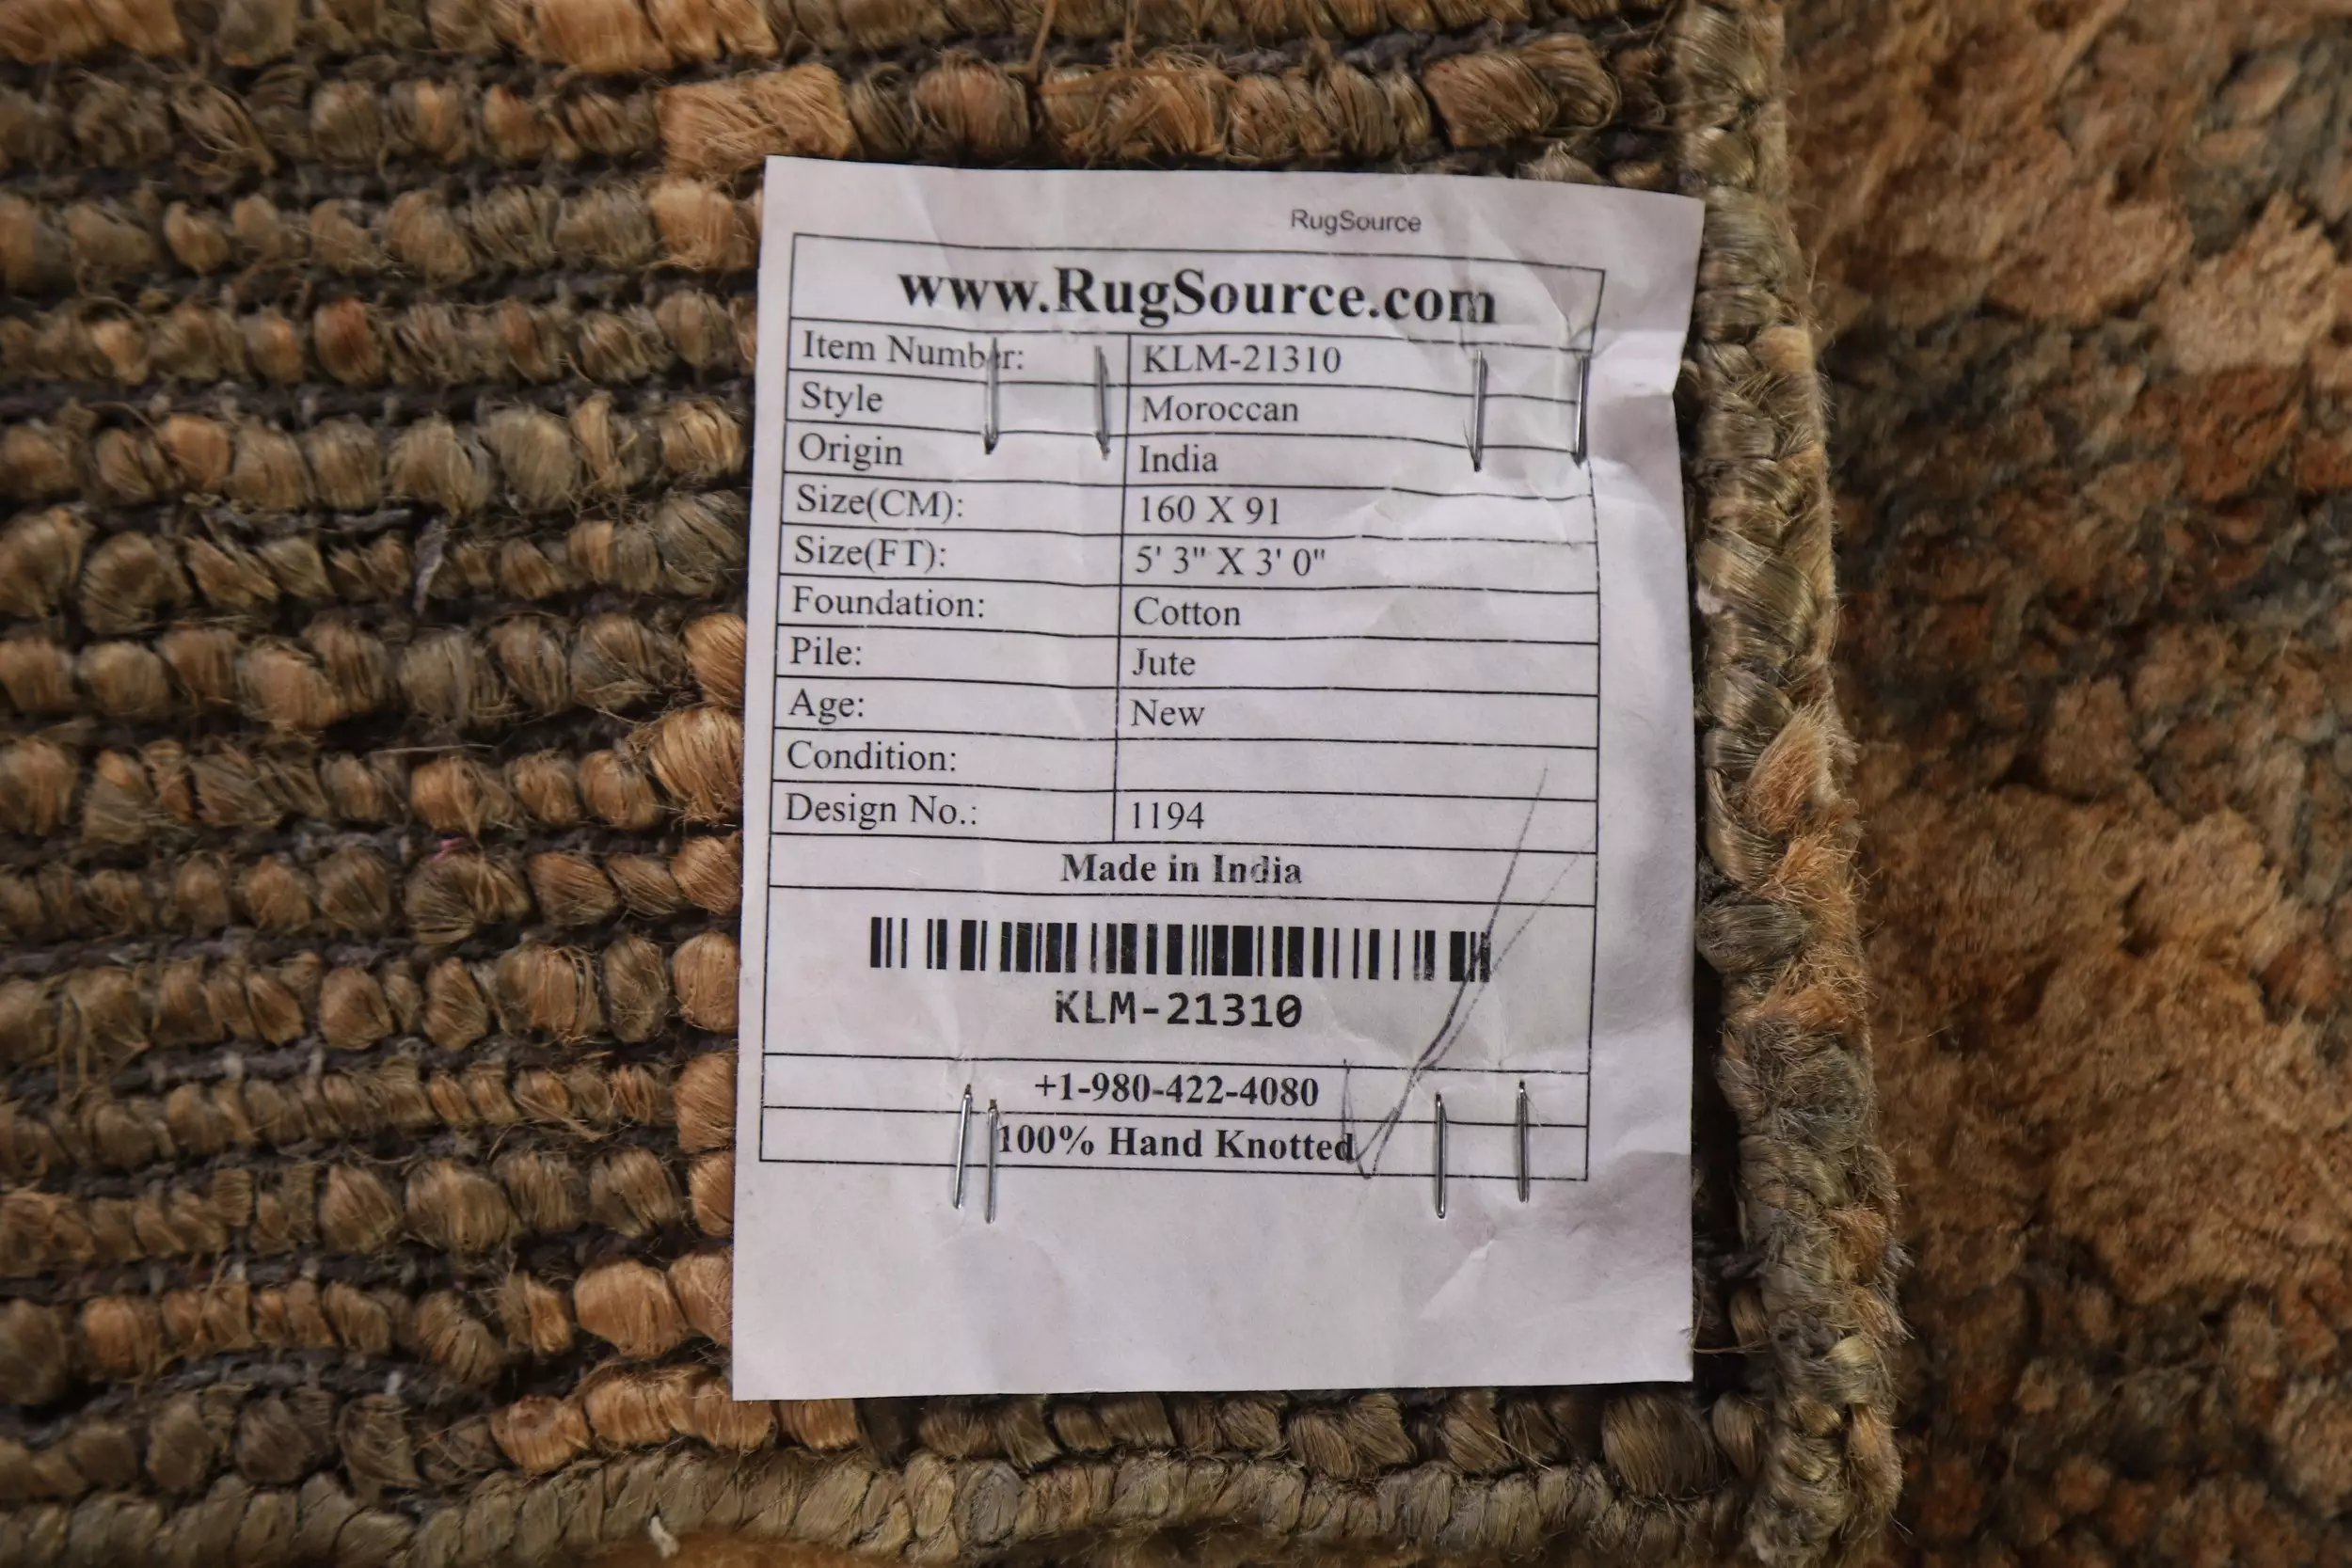 RugSource
www.RugSource.com
Item Number: KLM-21310
Style Moroccan
Origin India
Size(CM): 160 X 91
Size(FT): 5' 3" X 3' 0"
Foundation: Cotton
Pile: Jute
Age: New
Condition:
Design No.: 1194
Made in India
KLM-21310
+1-980-422-4080
100% Hand Knotted